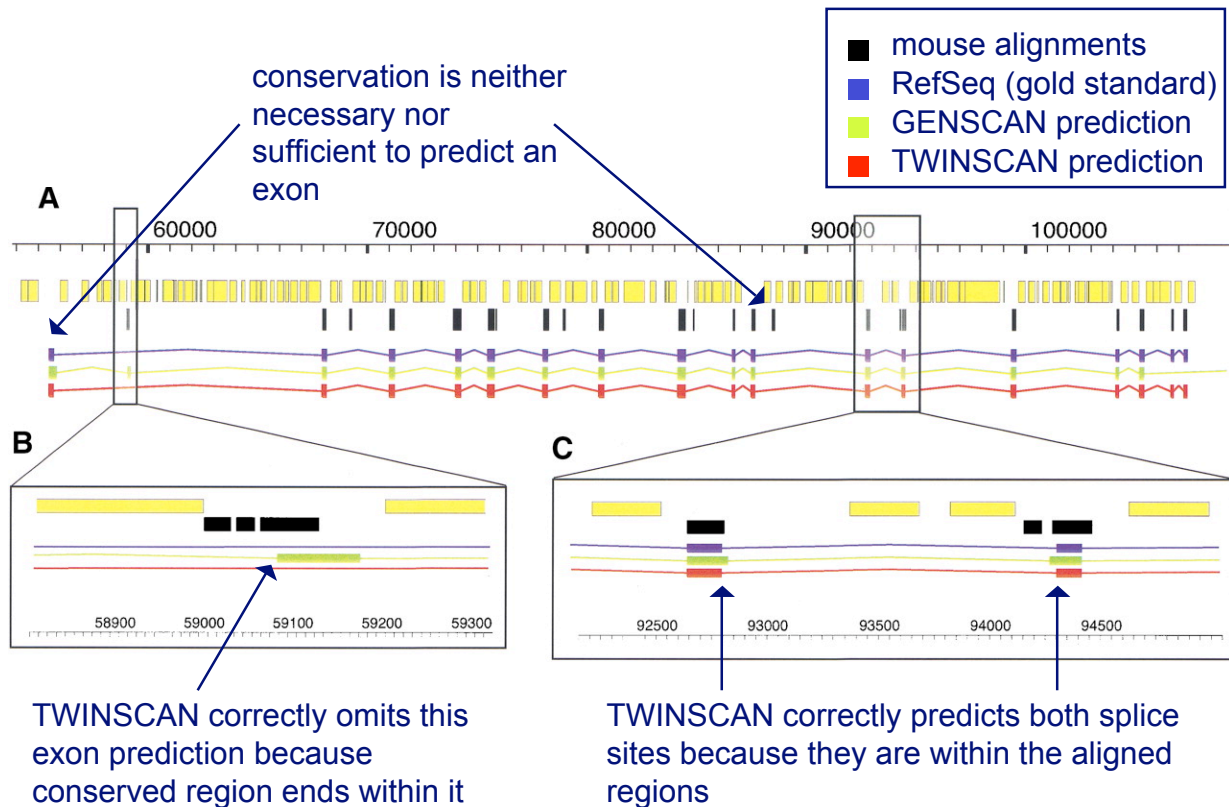 mouse alignments
RefSeq (gold standard)
GENSCAN prediction
TWINSCAN prediction
conservation is neither
necessary nor
sufficient to predict an
exon
A
60000 70000 80000 90000 100000
B
58900 59000 59100 59200 59300
C
92500 93000 93500 94000 94500
TWINSCAN correctly omits this
exon prediction because
conserved region ends within it
TWINSCAN correctly predicts both splice
sites because they are within the aligned
regions